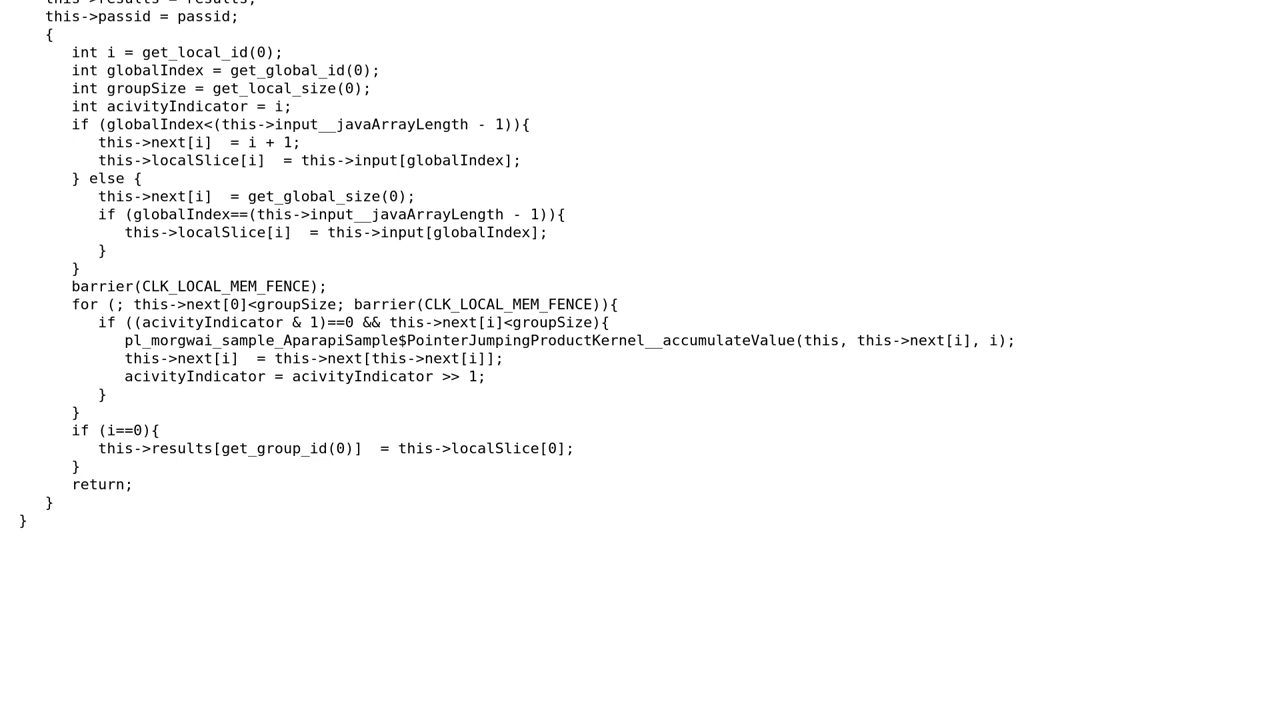 this->results = results;
this->passid = passid;
{
int i = get_local_id(0);
int globalIndex = get_global_id(0);
int groupSize = get_local_size(0);
int acivityIndicator = i;
if (globalIndex<(this->input__javaArrayLength - 1)){
this->next[i]  = i + 1;
this->localSlice[i]  = this->input[globalIndex];
} else {
this->next[i]  = get_global_size(0);
if (globalIndex==(this->input__javaArrayLength - 1)){
this->localSlice[i]  = this->input[globalIndex];
}
}
barrier(CLK_LOCAL_MEM_FENCE);
for (; this->next[0]<groupSize; barrier(CLK_LOCAL_MEM_FENCE)){
if ((acivityIndicator & 1)==0 && this->next[i]<groupSize){
pl_morgwai_sample_AparapiSample$PointerJumpingProductKernel__accumulateValue(this, this->next[i], i);
this->next[i]  = this->next[this->next[i]];
acivityIndicator = acivityIndicator >> 1;
}
}
if (i==0){
this->results[get_group_id(0)]  = this->localSlice[0];
}
return;
}
}